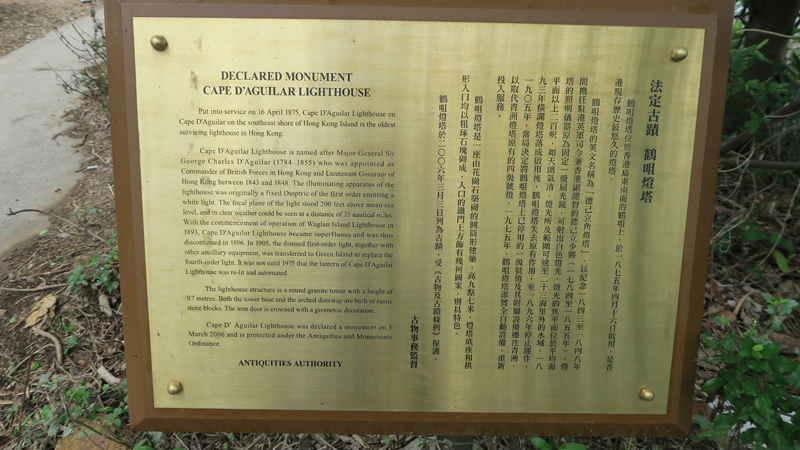 DECLARED MONUMENT
CAPE D'AGUILAR LIGHTHOUSE
Put into service on 16 April 1875, Cape D'Aguilar Lighthouse on
Cape D'Aguilar on the southeast shore of Hong Kong Island is the oldest
surviving lighthouse in Hong Kong.
Cape D'Aguilar Lighthouse is named after Major-General Sir
George Charles D'Aguilar (1784 1855) who was appointed as
Commander of British Forces in Hong Kong and Lieutenant Governor of
Hong Kong between 1843 and 1848. The illuminating apparatus of the
lighthouse was originally a fixed Dioptric of the first order emitting a
white light. The focal plane of the light stood 200 feet above mean sea
level, and in clear weather could be seen at a distance of 23 nautical miles.
With the commencement of operation of Waglan Island Lighthouse in
1893, Cape D'Aguilar Lighthouse became superfluous and was thus
discontinued in 1896. In 1905, the disused first-order light, together with
other ancillary equipment, was transferred to Green Island to replace the
fourth-order light. It was not until 1975 that the lantern of Cape D'Aguilar
Lighthouse was re-lit and automated.
The lighthouse structure is a round granite tower with a height of
9.7 metres. Both the tower base and the arched doorway are built of rustic
stone blocks. The iron door is crowned with a geometric decoration.
Cape D' Aguilar Lighthouse was declared a monument on 3
March 2006 and is protected under the Antiquities and Monuments
Ordinance.
ANTIQUITIES AUTHORITY
法定古蹟 鶴咀燈塔
鶴咀燈塔位於香港島東南面的鶴咀上,於一八七五年四月十六日啟用,是香
港現存歷史最悠久的燈塔。
鶴咀燈塔的英文名稱為「德己立角燈塔」,以紀念一八四三至一八四八年
間擔任駐港英軍司令兼香港副總督的德己立少將(一七八四至一八五五年)。燈
塔的照明儀器原為固定一級屈光鏡,可射出白色燈光。燈光的焦平面位於平均海
平面以上二百呎,如天朗氣清,燈光所及範圍可達至二十三海里外的水域。一八
九三年橫瀾燈塔落成啟用後,鶴咀燈塔失去原有作用,至一八九六年停止運作。
一九〇五年,當局決定將鶴咀燈塔上已停用的一級號燈及其附屬設備遷往青洲,
以取代青洲燈塔原有的四級號燈。一九七五年,鶴咀燈塔添置全自動設備,重新
投入服務。
鶴咀燈塔是一座由花崗石築砌的圓筒形建築,高九點七米,燈塔底座和拱
形入口均以粗琢石塊砌成,入口的鐵門上方飾有幾何圖案,別具特色。
鶴咀燈塔於二〇〇六年三月三日列為古蹟,受《古物及古蹟條例》保護。
古物事務監督